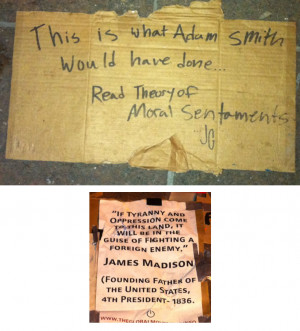 This is what Adam Smith
Would have done...
Read Theory of
Moral Sentaments
JC
"IF TYRANNY AND
OPPRESSION COME
TO THIS LAND, IT
WILL BE IN THE
GUISE OF FIGHTING A
FOREIGN ENEMY."
JAMES MADISON
(FOUNDING FATHER OF
THE UNITED STATES,
4TH PRESIDENT- 1836.